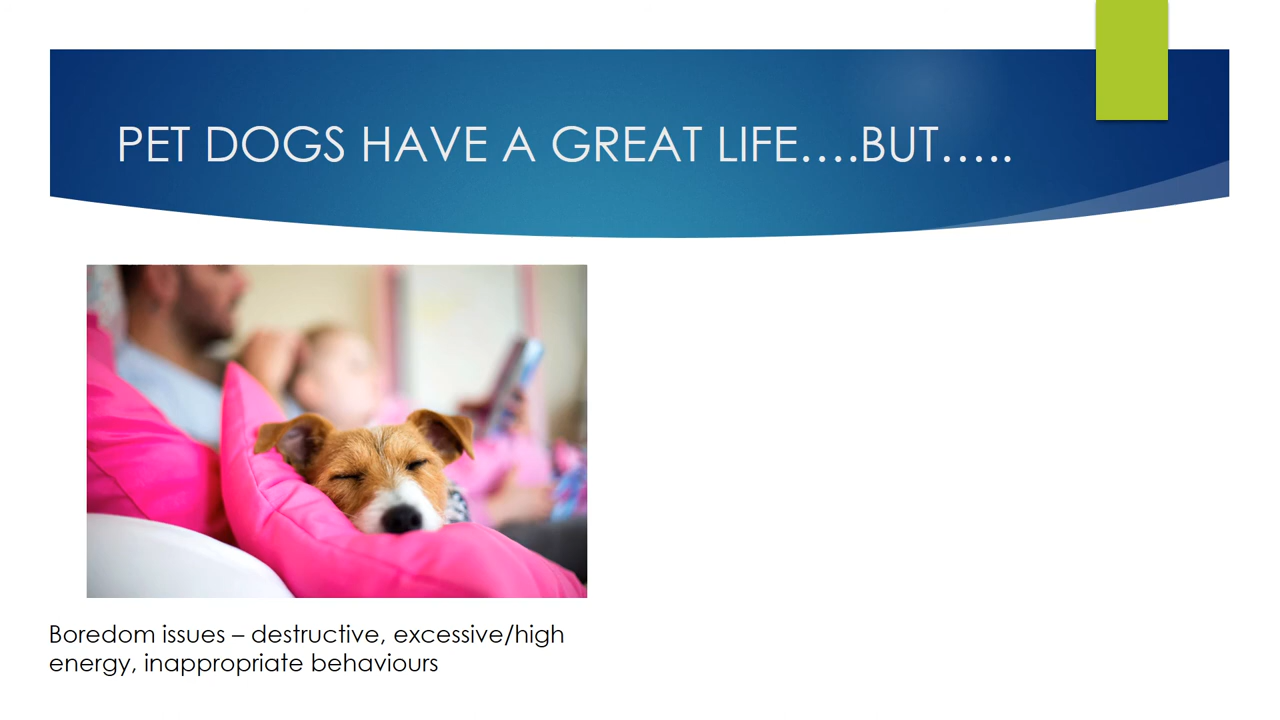 PET DOGS HAVE A GREAT LIFE….BUT…..
Boredom issues – destructive, excessive/high
energy, inappropriate behaviours